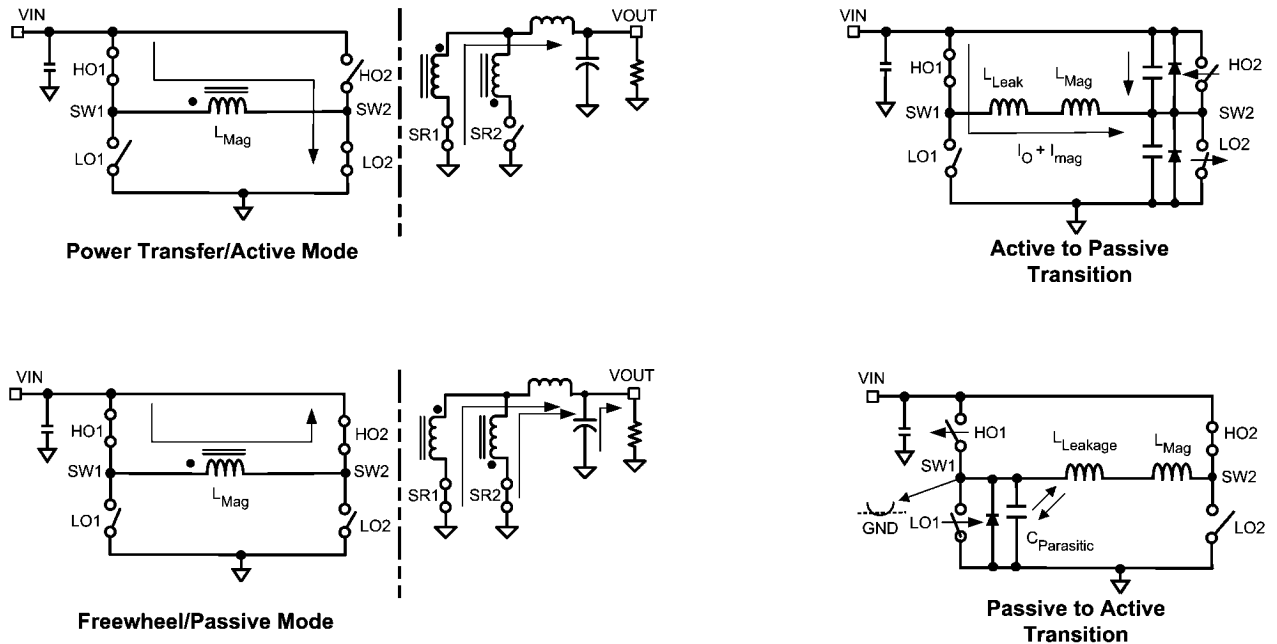 VIN
HO1
HO2
SW1
SW2
LMag
LO1
LO2
VOUT
SR1
SR2
Power Transfer/Active Mode
VIN
HO1
HO2
LLeak
LMag
SW1
SW2
LO1
LO2
IO + Imag
Active to Passive
Transition
VIN
HO1
HO2
SW1
SW2
LMag
LO1
LO2
VOUT
SR1
SR2
Freewheel/Passive Mode
VIN
HO1
HO2
LLeakage
LMag
SW1
SW2
GND
LO1
LO2
CParasitic
Passive to Active
Transition